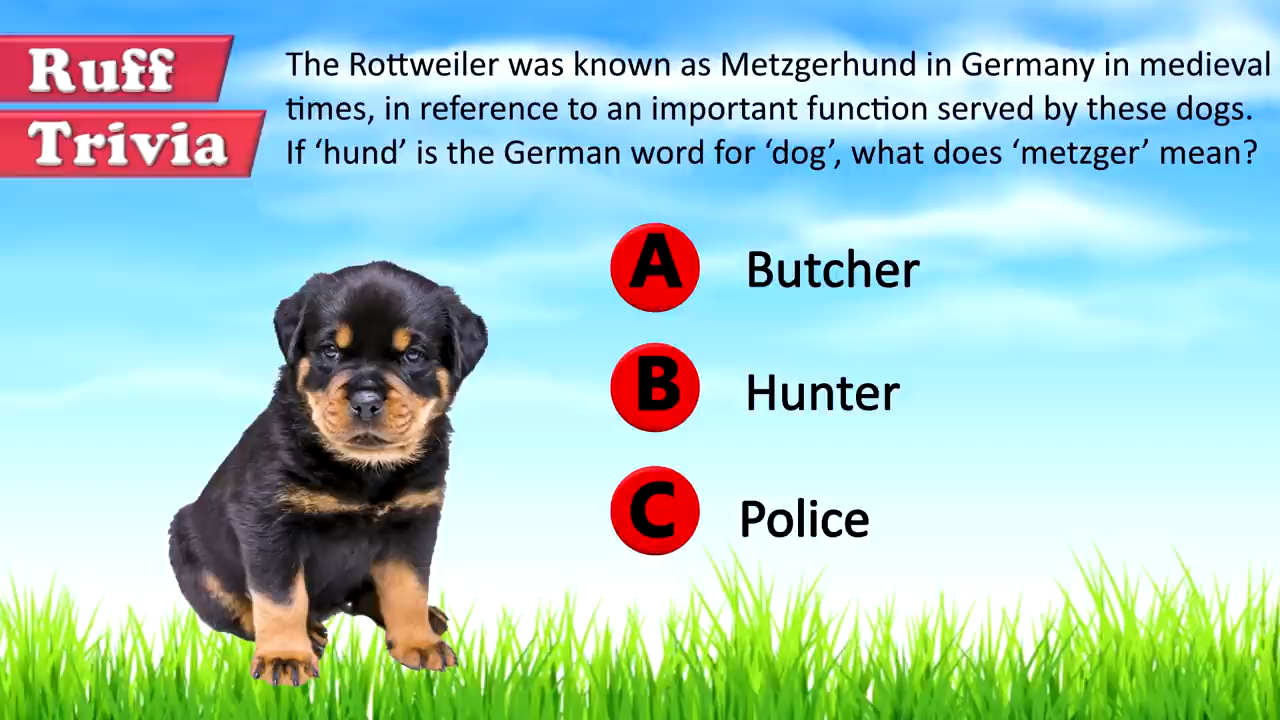 Ruff
Trivia
The Rottweiler was known as Metzgerhund in Germany in medieval
times, in reference to an important function served by these dogs.
If ‘hund’ is the German word for ‘dog’, what does ‘metzger’ mean?
A Butcher
B Hunter
C Police